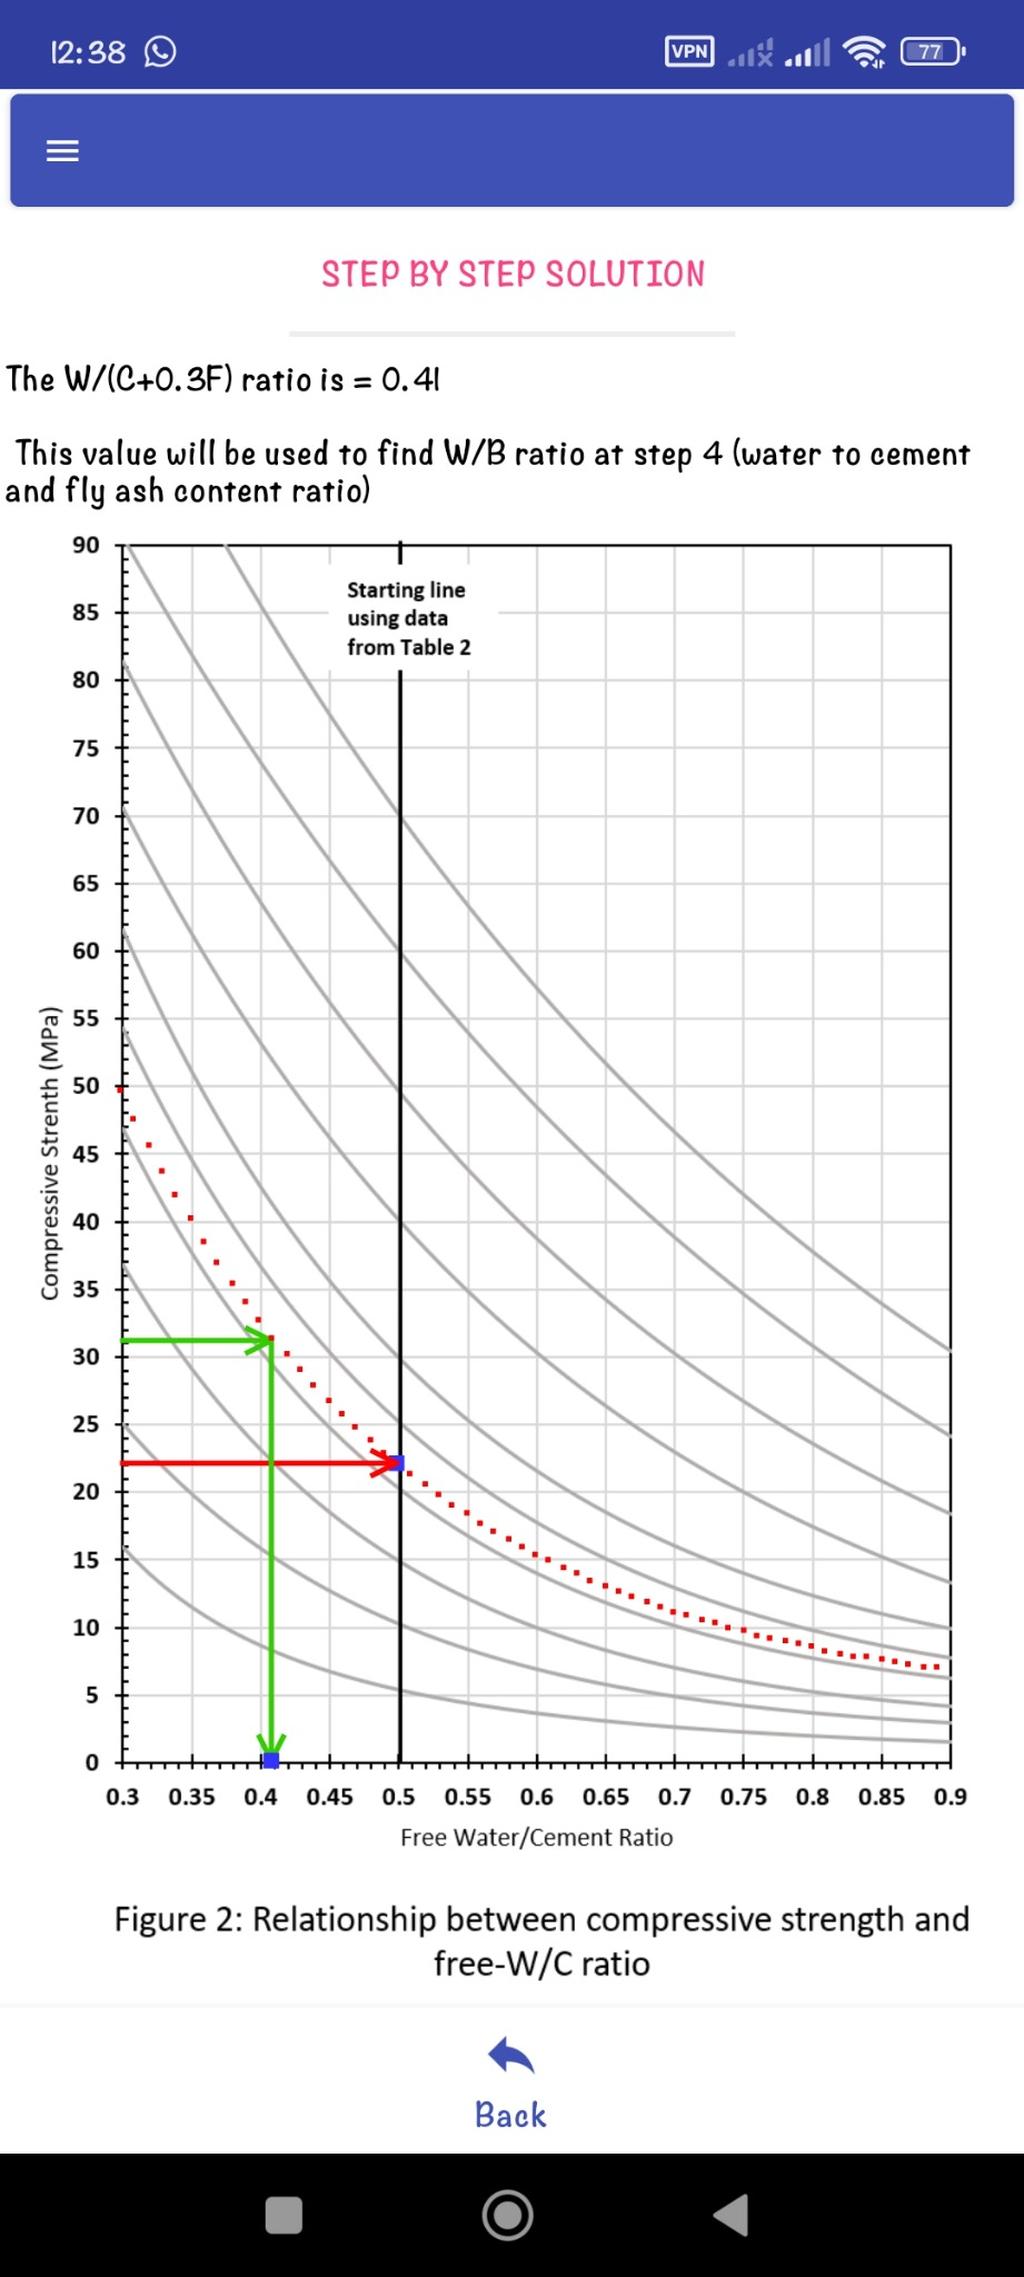 12:38
VPN
77
STEP BY STEP SOLUTION
The W/(C+0.3F) ratio is = 0.41
This value will be used to find W/B ratio at step 4 (water to cement
and fly ash content ratio)
90
85
80
75
70
65
60
55
50
45
40
35
30
25
20
15
10
5
0
Starting line
using data
from Table 2
Compressive Strenth (MPa)
0.3 0.35 0.4 0.45 0.5 0.55 0.6 0.65 0.7 0.75 0.8 0.85 0.9
Free Water/Cement Ratio
Figure 2: Relationship between compressive strength and
free-W/C ratio
Back